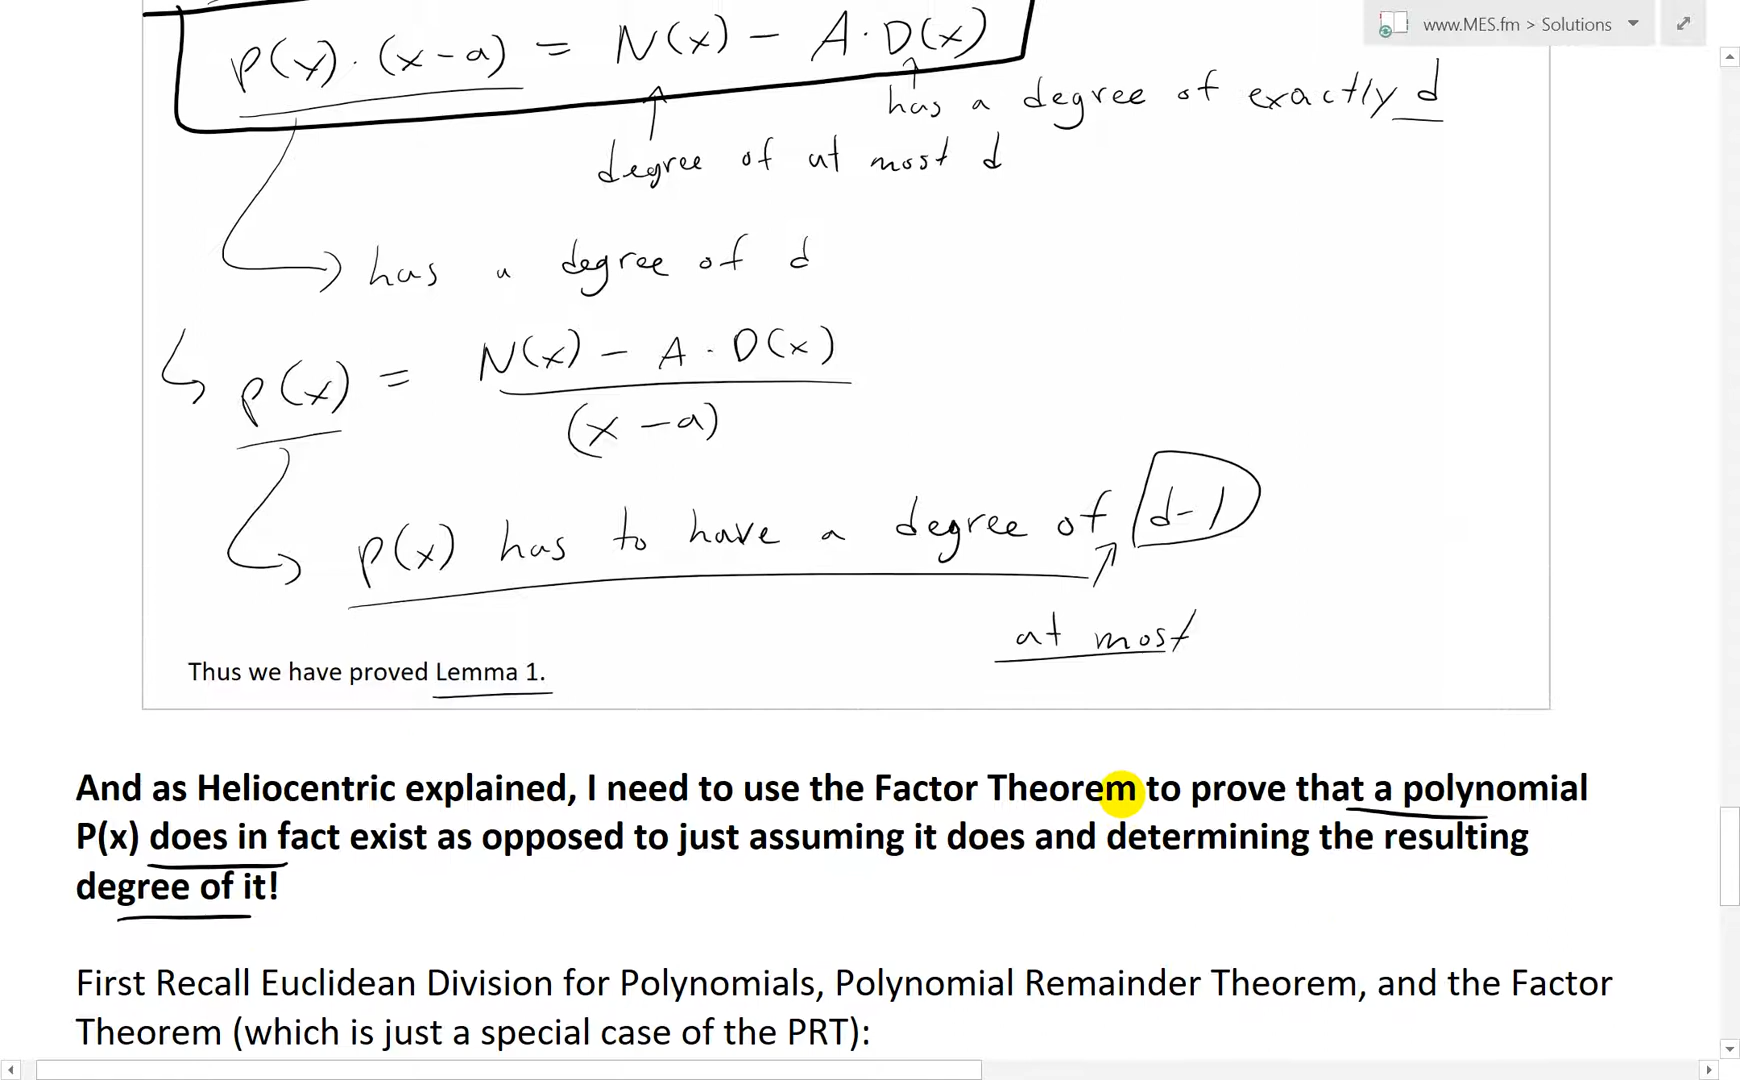 www.MES.fm > Solutions
P(x) · (x-a) = N(x) - A · D(x)
has a degree of exactly d
degree of at most d
has a degree of d
P(x) = N(x) - A · D(x)
(x-a)
P(x) has to have a degree of d-1
at most
Thus we have proved Lemma 1.
And as Heliocentric explained, I need to use the Factor Theorem to prove that a polynomial
P(x) does in fact exist as opposed to just assuming it does and determining the resulting
degree of it!
First Recall Euclidean Division for Polynomials, Polynomial Remainder Theorem, and the Factor
Theorem (which is just a special case of the PRT):